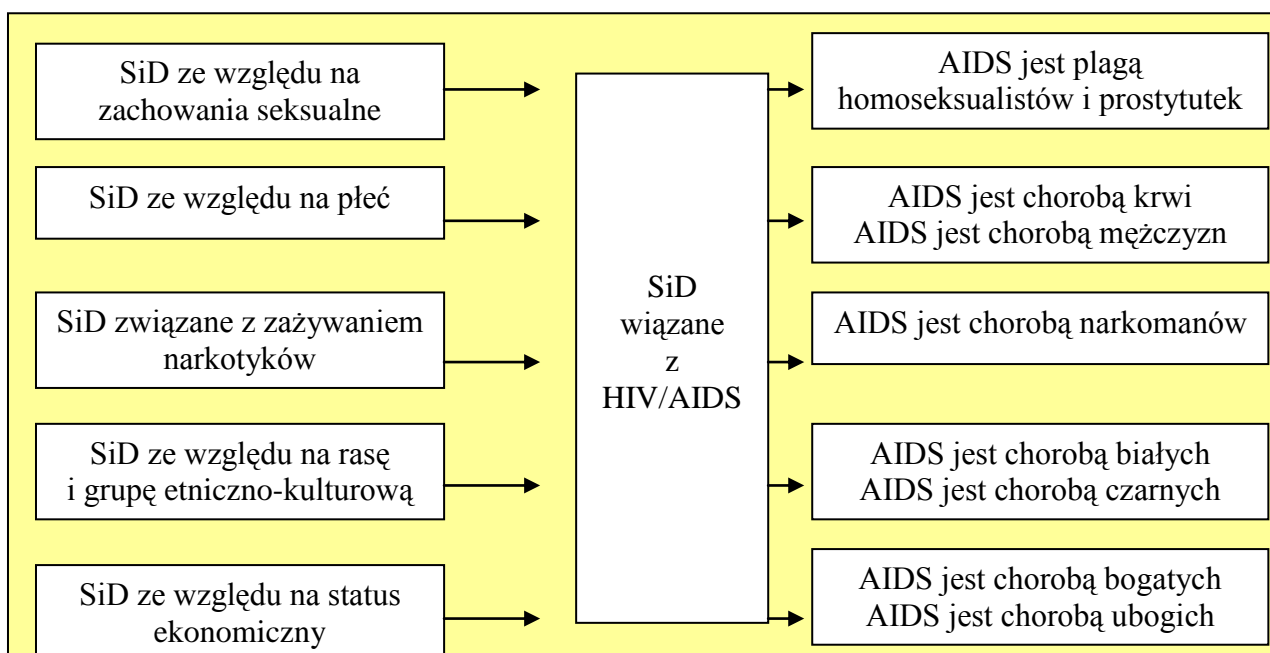 SiD ze względu na
zachowania seksualne
SiD ze względu na płeć
SiD związane z zażywaniem
narkotyków
SiD ze względu na rasę
i grupę etniczno-kulturową
SiD ze względu na status
ekonomiczny
SiD
wiązane
z
HIV/AIDS
AIDS jest plagą
homoseksualistów i prostytutek
AIDS jest chorobą krwi
AIDS jest chorobą mężczyzn
AIDS jest chorobą narkomanów
AIDS jest chorobą białych
AIDS jest chorobą czarnych
AIDS jest chorobą bogatych
AIDS jest chorobą ubogich